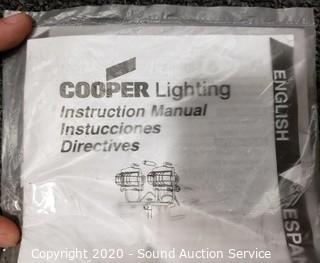 COOPER Lighting
Instruction Manual
Instucciones
Directives
ENGLISH
ESPA
Copyright © 2020 - Sound Auction Service